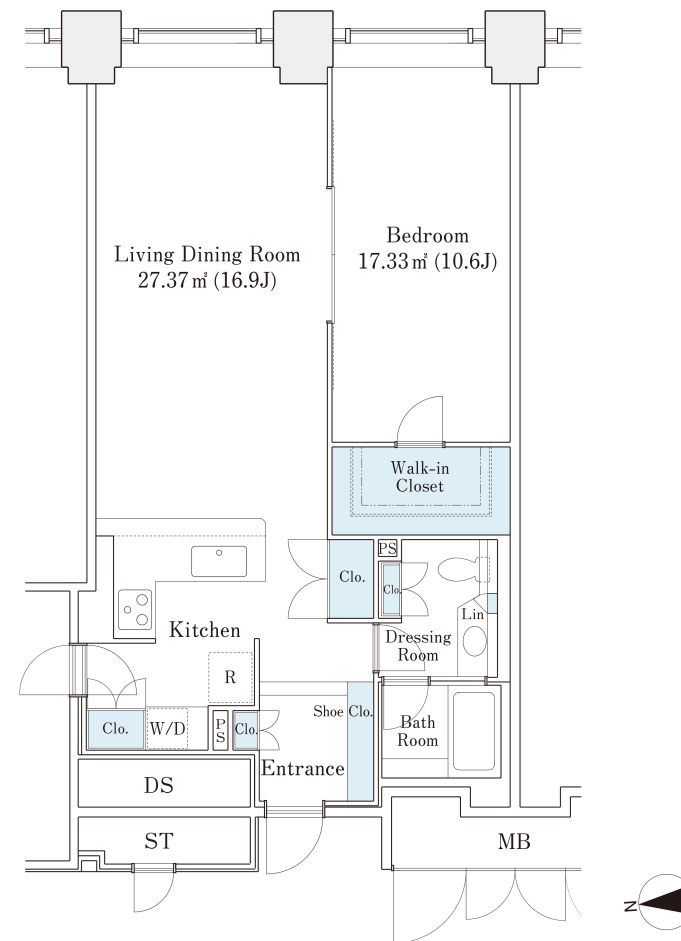 Living Dining Room
27.37㎡ (16.9J)
Bedroom
17.33㎡ (10.6J)
Walk-in
Closet
PS
Clo.
Clo.
Lin
Kitchen
Dressing
Room
R
Shoe Clo.
Clo.
W/D
PS
Clo.
Bath
Room
Entrance
DS
ST
MB
N